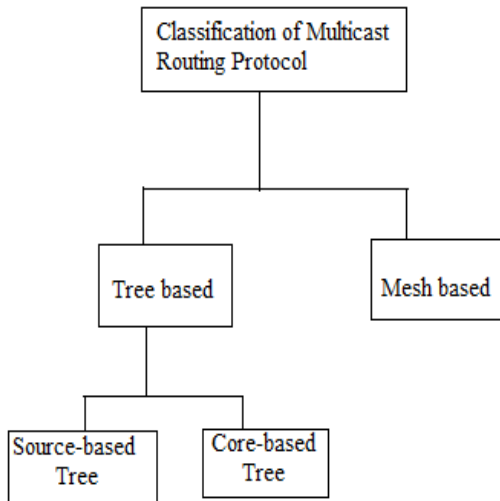 Classification of Multicast
Routing Protocol
Tree based
Mesh based
Source-based
Tree
Core-based
Tree